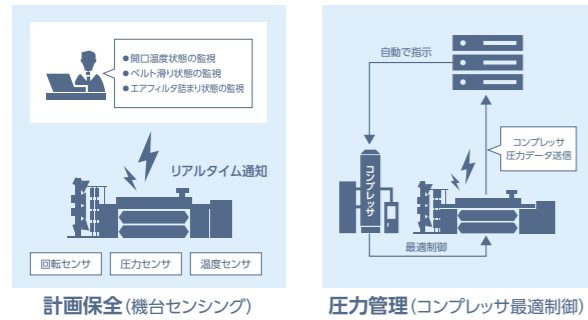 ●開口温度状態の監視
●ベルト滑り状態の監視
●エアフィルタ詰まり状態の監視
リアルタイム通知
回転センサ
圧力センサ
温度センサ
計画保全(機台センシング)
自動で指示
コンプレッサ
圧力データ送信
コンプレッサ
最適制御
圧力管理(コンプレッサ最適制御)